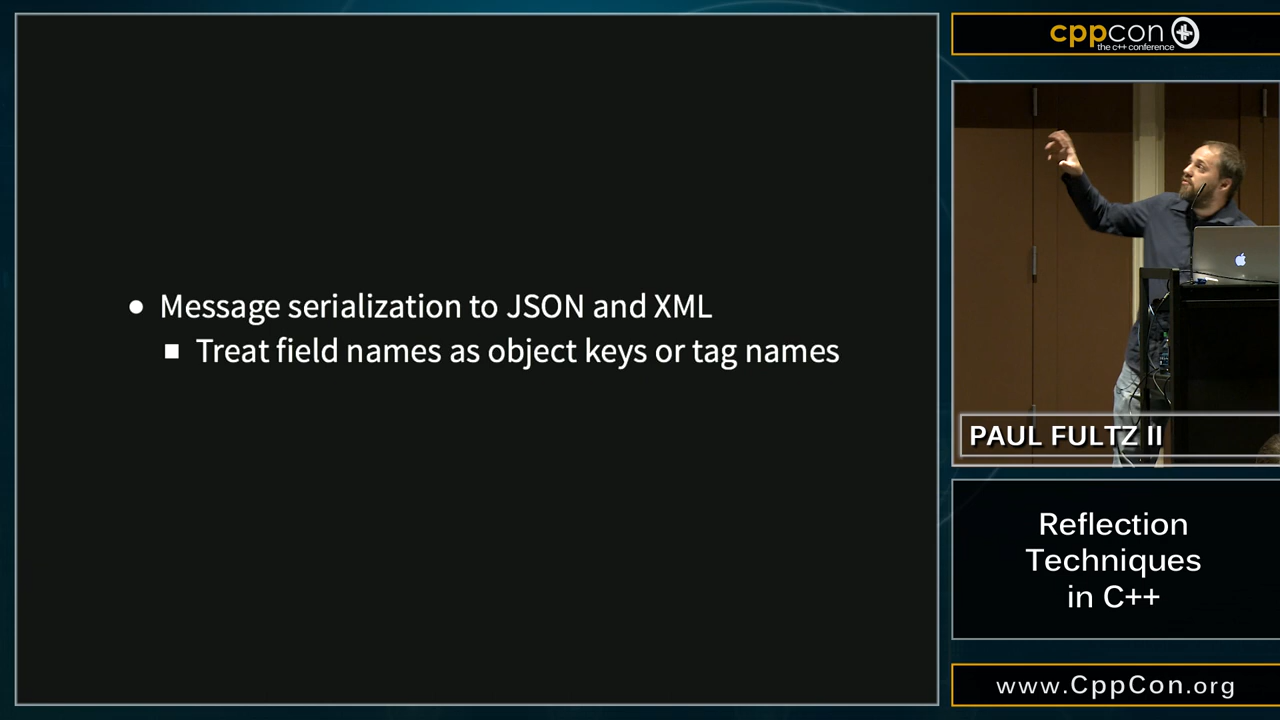 Message serialization to JSON and XML
Treat field names as object keys or tag names
cppcon
the c++ conference
PAUL FULTZ II
Reflection
Techniques
in C++
www.CppCon.org